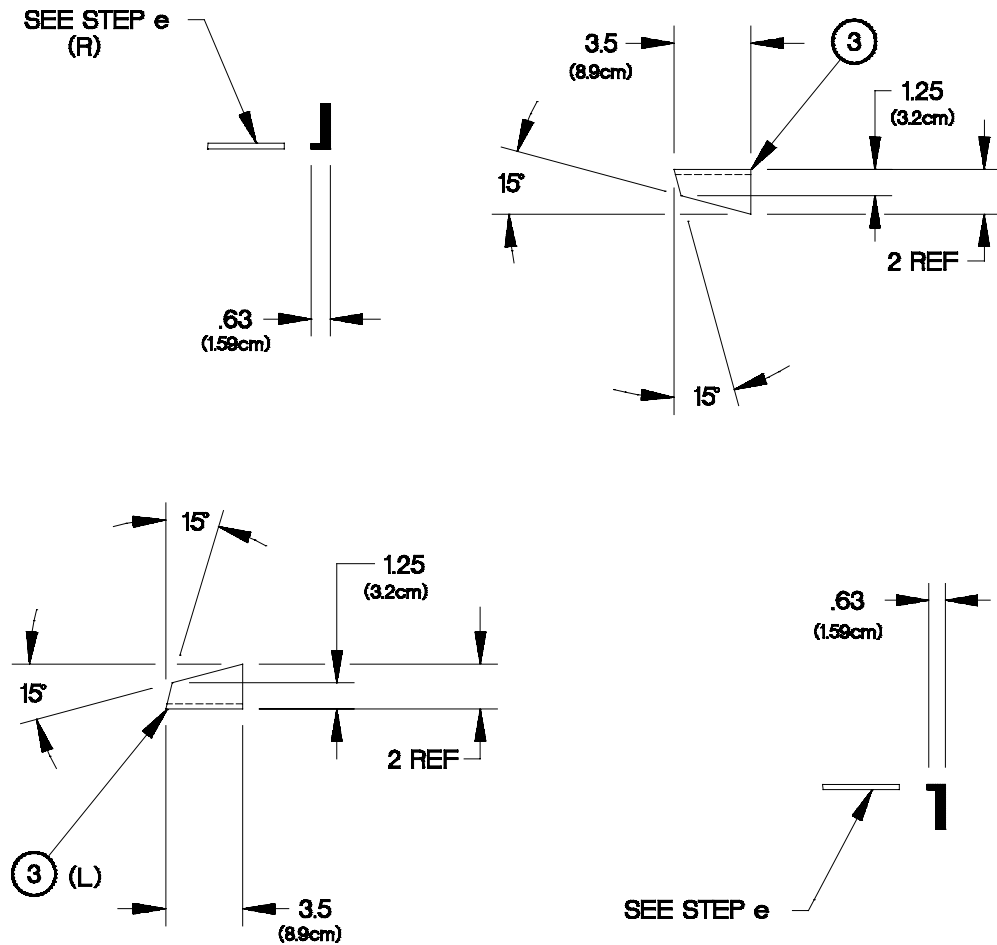 SEE STEP e
(R)
3.5
(8.9cm)
3
1.25
(3.2cm)
15°
2 REF
.63
(1.59cm)
15°
15°
1.25
(3.2cm)
.63
(1.59cm)
15°
2 REF
3 (L)
3.5
(8.9cm)
SEE STEP e